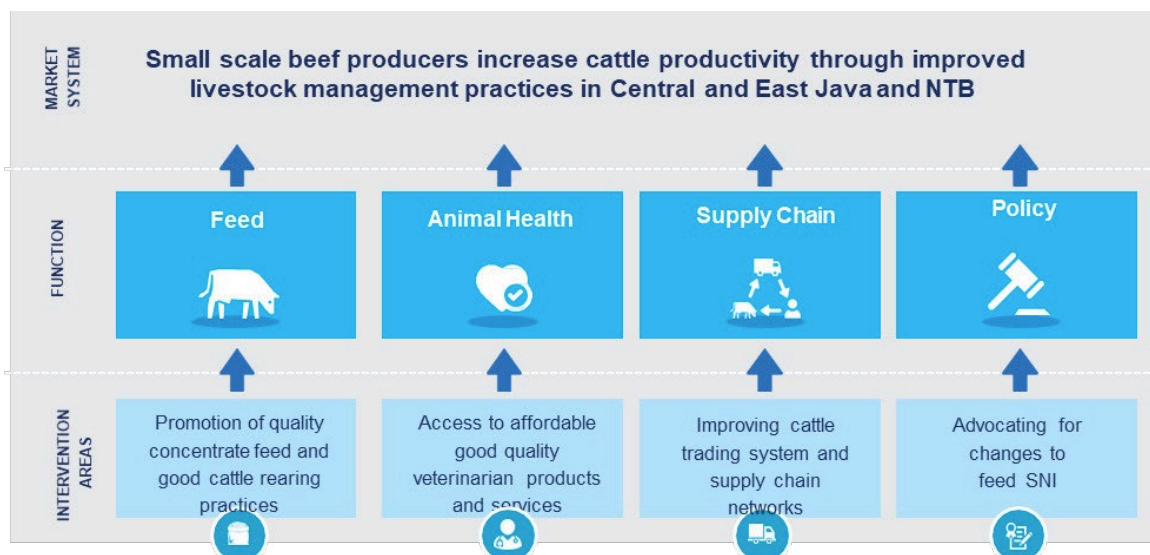 MARKET
SYSTEM
Small scale beef producers increase cattle productivity through improved
livestock management practices in Central and East Java and NTB
FUNCTION
Feed
Animal Health
Supply Chain
Policy
INTERVENTION
AREAS
Promotion of quality
concentrate feed and
good cattle rearing
practices
Access to affordable
good quality
veterinarian products
and services
Improving cattle
trading system and
supply chain
networks
Advocating for
changes to
feed SNI